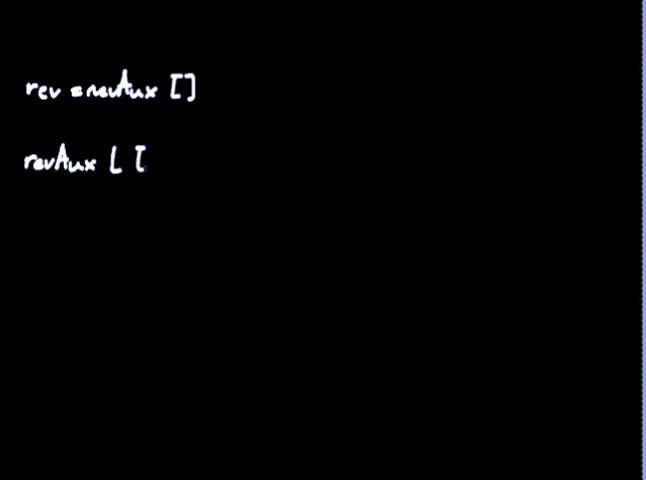 rev = revAux []
revAux L [